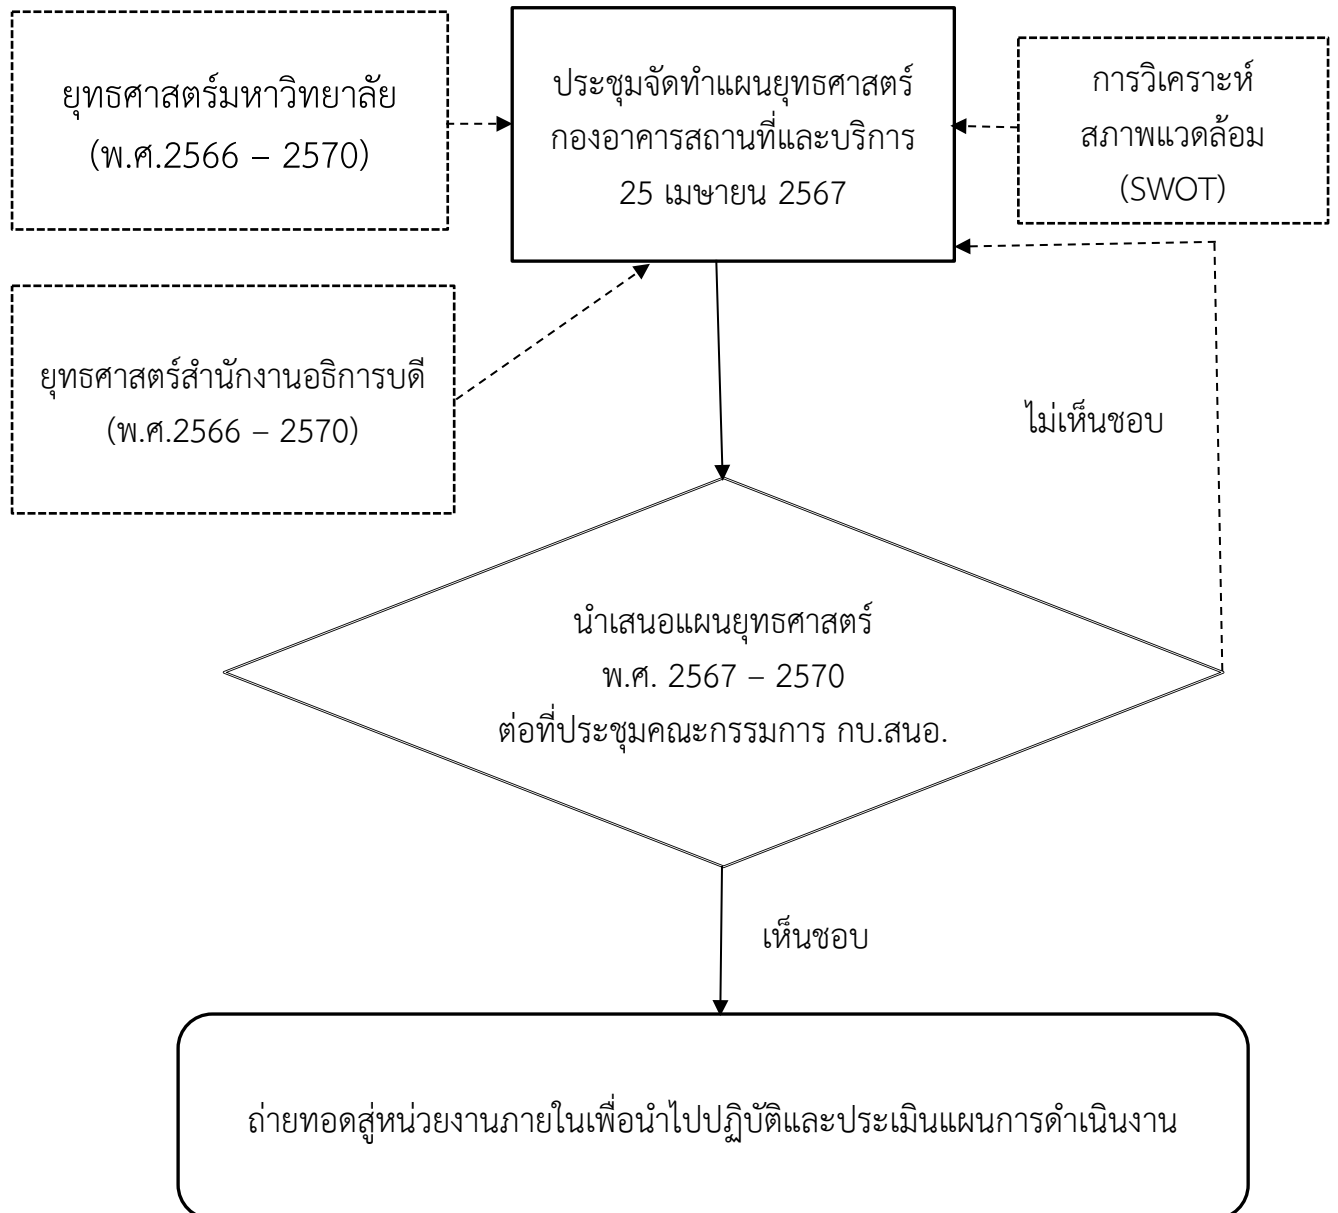 ยุทธศาสตร์มหาวิทยาลัย
(พ.ศ.2566 – 2570)
ประชุมจัดทำแผนยุทธศาสตร์
กองอาคารสถานที่และบริการ
25 เมษายน 2567
การวิเคราะห์
สภาพแวดล้อม
(SWOT)
ยุทธศาสตร์สำนักงานอธิการบดี
(พ.ศ.2566 – 2570)
ไม่เห็นชอบ
นำเสนอแผนยุทธศาสตร์
พ.ศ. 2567 – 2570
ต่อที่ประชุมคณะกรรมการ กบ.สนอ.
เห็นชอบ
ถ่ายทอดสู่หน่วยงานภายในเพื่อนำไปปฏิบัติและประเมินแผนการดำเนินงาน